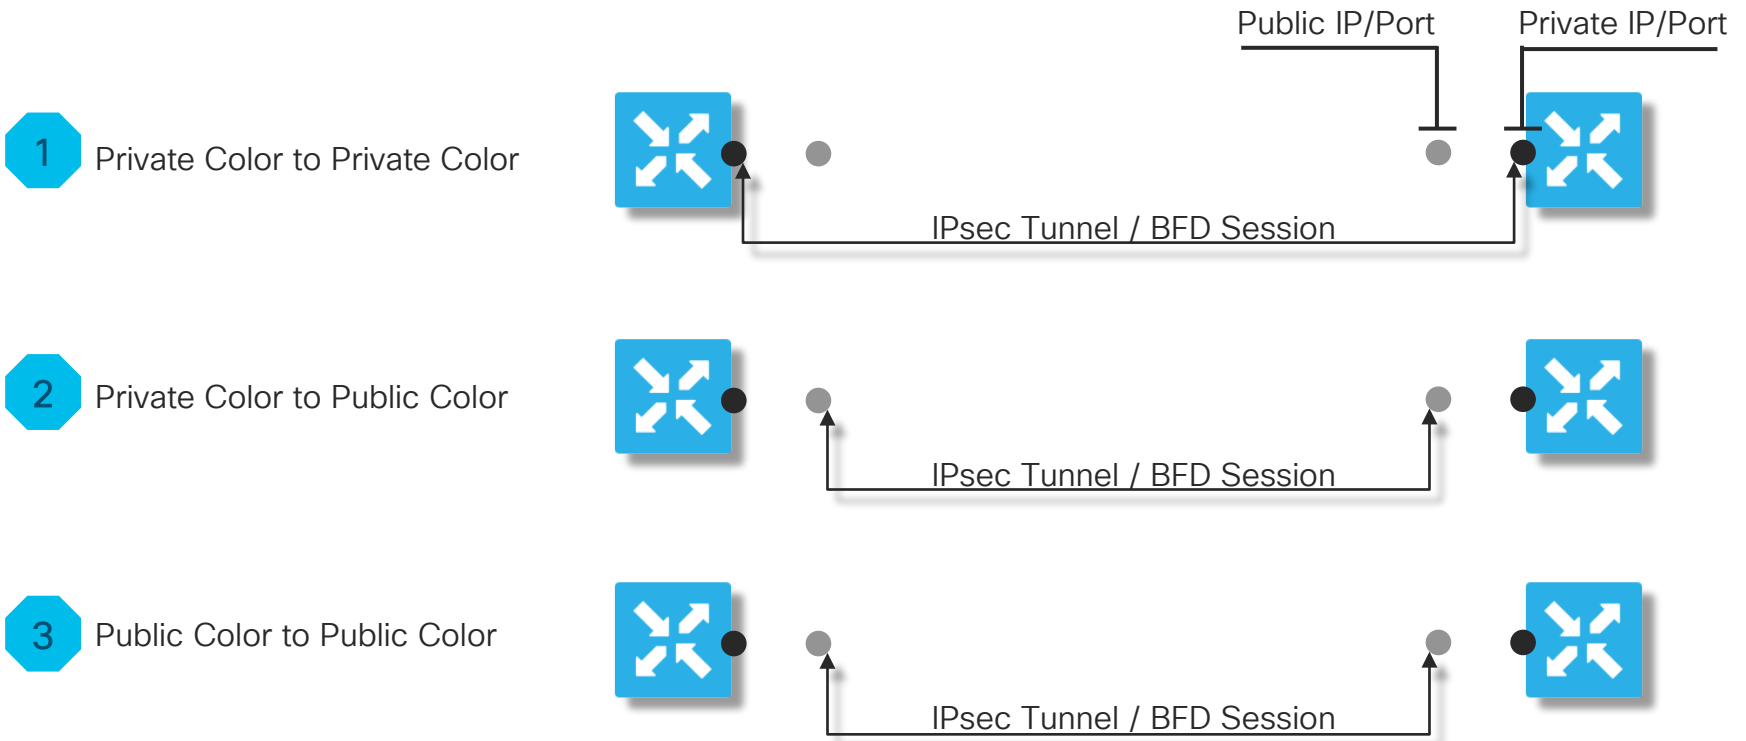 Public IP/Port
Private IP/Port
1
Private Color to Private Color
IPsec Tunnel / BFD Session
2
Private Color to Public Color
IPsec Tunnel / BFD Session
3
Public Color to Public Color
IPsec Tunnel / BFD Session